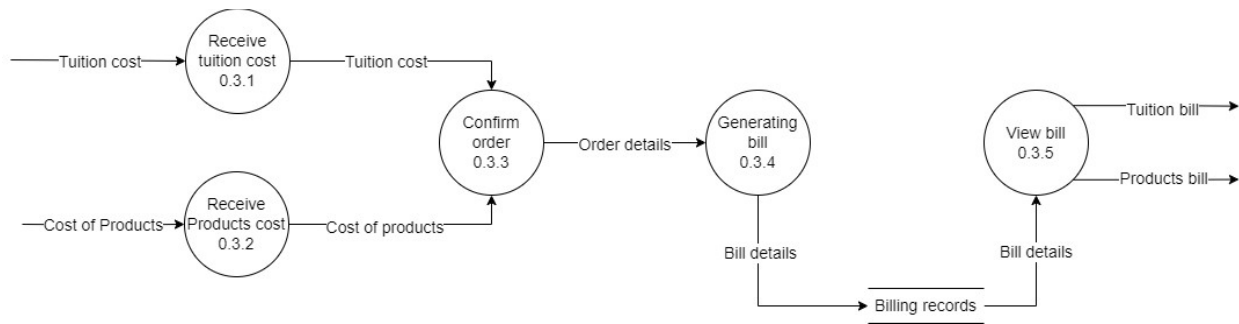 Tuition cost
Receive
tuition cost
0.3.1
Tuition cost
Cost of Products
Receive
Products cost
0.3.2
Cost of products
Confirm
order
0.3.3
Order details
Generating
bill
0.3.4
Bill details
Billing records
Bill details
View bill
0.3.5
Tuition bill
Products bill